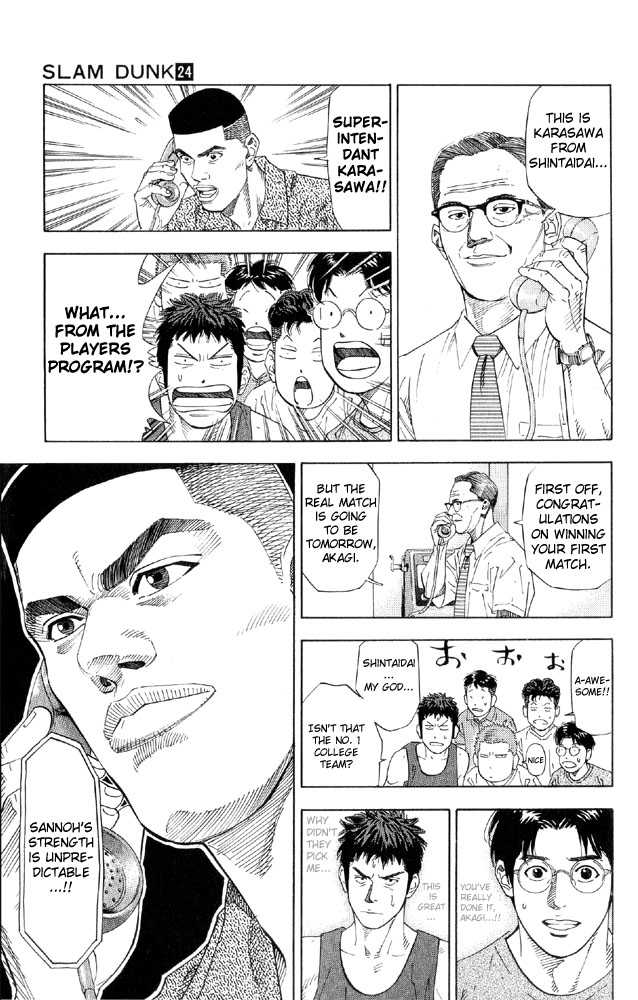 SLAM DUNK 24
THIS IS
KARASAWA
FROM
SHINTAIDAI...
SUPER-
INTEN-
DANT
KARA-
SAWA!!
WHAT...
FROM THE
PLAYERS
PROGRAM!?
FIRST OFF,
CONGRAT-
ULATIONS
ON WINNING
YOUR FIRST
MATCH.
BUT THE
REAL MATCH
IS GOING
TO BE
TOMORROW,
AKAGI.
おおぉ
A-AWE-
SOME!!
NICE
SHINTAIDAI
...
MY GOD...
ISN'T THAT
THE NO. 1
COLLEGE
TEAM?
YOU'VE
REALLY
DONE IT,
AKAGI...!!
THIS IS
GREAT...
...
WHY
DIDN'T
THEY
PICK
ME...
SANNOH'S
STRENGTH
IS UNPRE-
DICTABLE
...!!